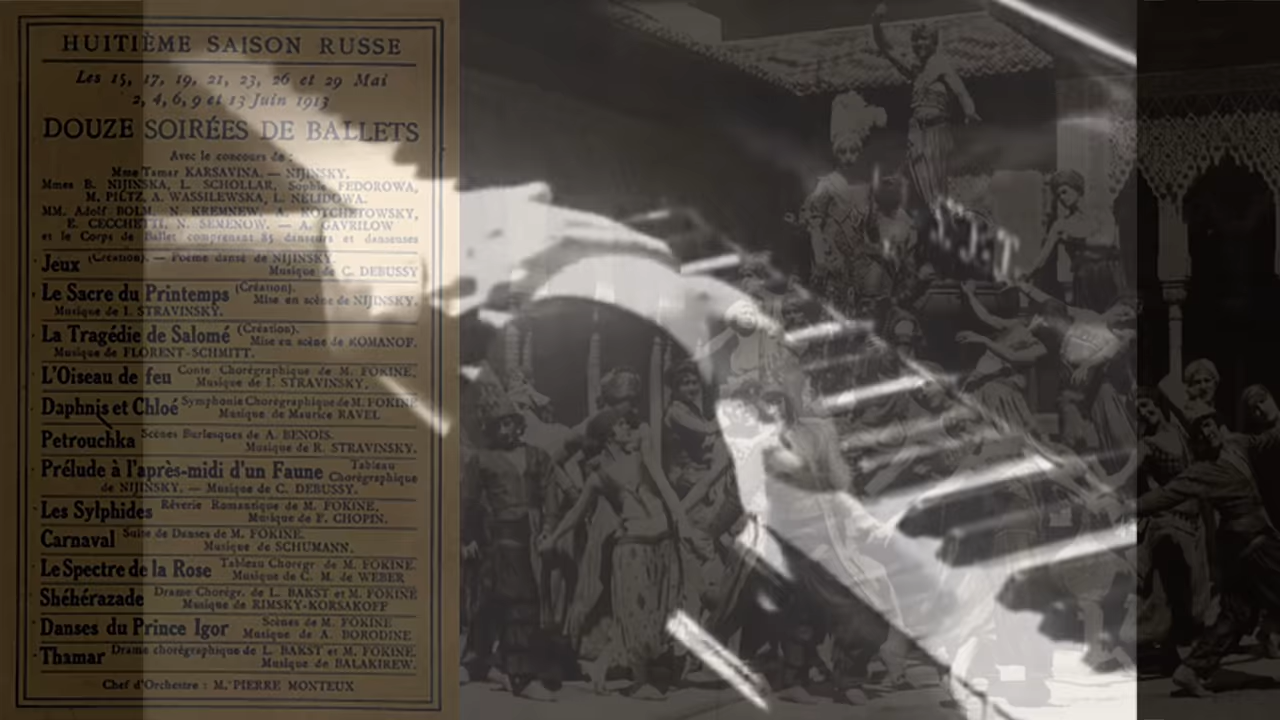 HUITIÈME SAISON RUSSE
Les 15, 17, 19, 21, 23, 26 et 29 Mai
2, 4, 6, 9 et 13 Juin 1913
DOUZE SOIRÉES DE BALLETS
Avec le concours de :
Mme Tamar KARSAVINA. — NIJINSKY.
Mmes B. NIJINSKA, L. SCHOLLAR, Sophie FEDOROWA,
M. PILTZ, A. WASSILEWSKA, L. NELIDOWA.
MM. Adolf BOLM, N. KREMNEW, A. KOTCHETOWSKY,
E. CECCHETTI, N. SEMENOW. — A. GAVRILOW
et le Corps de Ballet comprenant 85 danseurs et danseuses
Jeux (Création). — Poème dansé de NIJINSKY.
Musique de C. DEBUSSY
Le Sacre du Printemps (Création).
Mise en scène de NIJINSKY.
Musique de I. STRAVINSKY.
La Tragédie de Salomé (Création).
Mise en scène de ROMANOF.
Musique de FLORENT-SCHMITT.
L'Oiseau de feu Conte Chorégraphique de M. FOKINE.
Musique de I. STRAVINSKY.
Daphnis et Chloé Symphonie Chorégraphique de M. FOKINE
Musique de Maurice RAVEL
Petrouchka Scènes Burlesques de A. BENOIS.
Musique de R. STRAVINSKY.
Prélude à l'après-midi d'un Faune Tableau Chorégraphique
de NIJINSKY. — Musique de C. DEBUSSY.
Les Sylphides Rêverie Romantique de M. FOKINE,
Musique de F. CHOPIN.
Carnaval Suite de Danses de M. FOKINE.
Musique de SCHUMANN.
Le Spectre de la Rose Tableau Chorégr de M. FOKINE.
Musique de C. M. de WEBER
Shéhérazade Drame Chorégr. de L. BAKST et M. FOKINE
Musique de RIMSKY-KORSAKOFF
Danses du Prince Igor Scènes de M. FOKINE
Musique de A. BORODINE
Thamar Drame chorégraphique de L. BAKST et M. FOKINE.
Musique de BALAKIREW.
Chef d'Orchestre : M. PIERRE MONTEUX